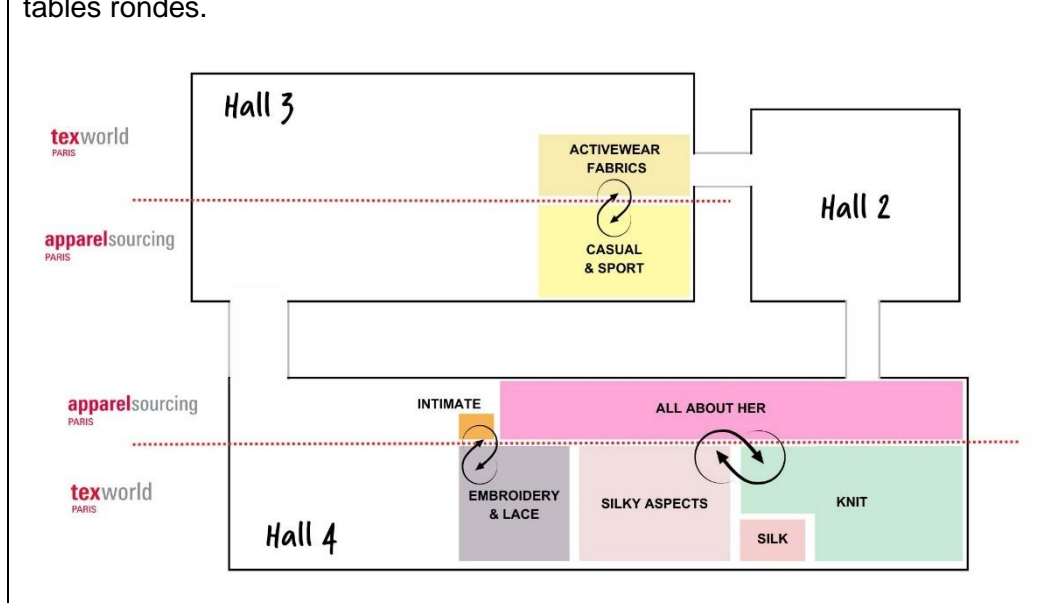 tables rondes.
Hall 3
texworld
PARIS
ACTIVEWEAR
FABRICS
Hall 2
apparelsourcing
PARIS
CASUAL
& SPORT
apparelsourcing
PARIS
INTIMATE
ALL ABOUT HER
texworld
PARIS
EMBROIDERY
& LACE
SILKY ASPECTS
KNIT
SILK
Hall 4